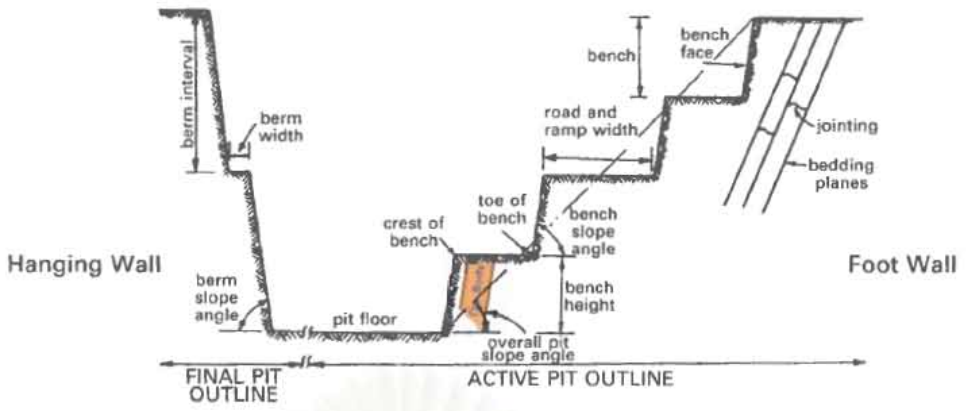 bench
bench
face
berm interval
berm
width
road and
ramp width
jointing
bedding
planes
toe of
bench
crest of
bench
bench
slope
angle
Hanging Wall
Foot Wall
berm
slope
angle
bench
height
pit floor
overall pit
slope angle
FINAL PIT
OUTLINE
ACTIVE PIT OUTLINE